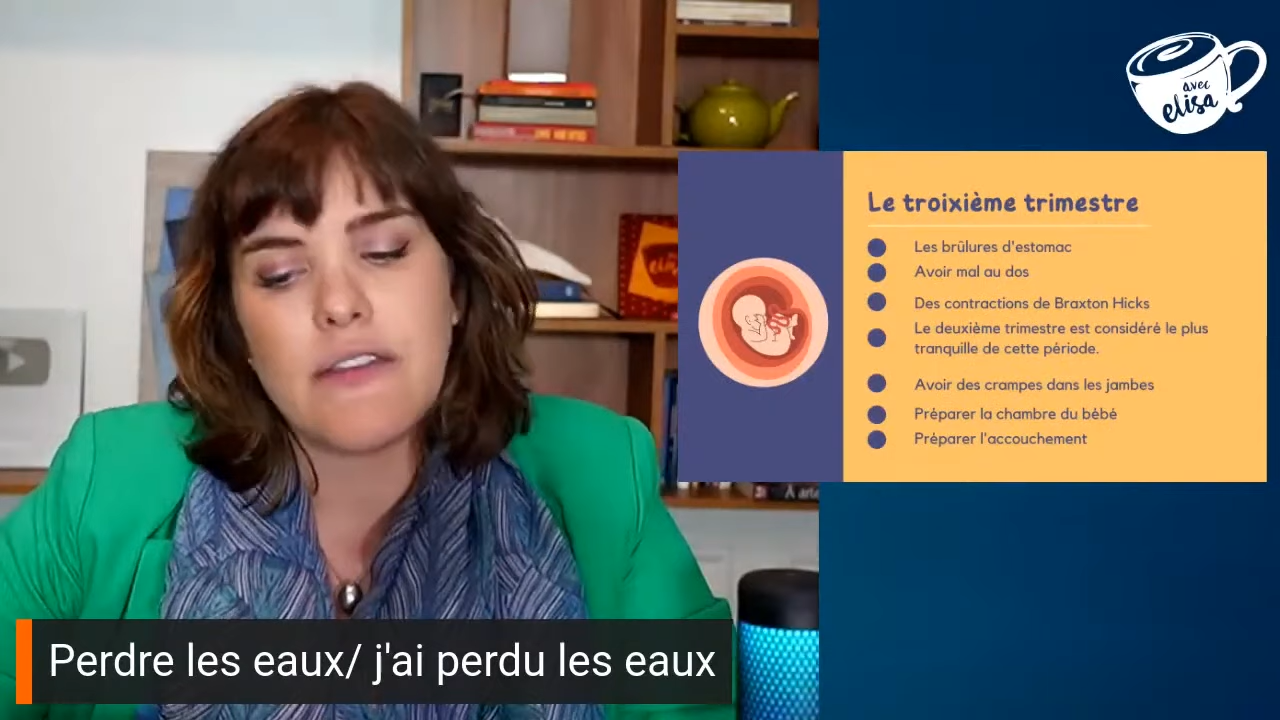 avec
elisa
Le troixième trimestre
Les brûlures d'estomac
Avoir mal au dos
Des contractions de Braxton Hicks
Le deuxième trimestre est considéré le plus
tranquille de cette période.
Avoir des crampes dans les jambes
Préparer la chambre du bébé
Préparer l'accouchement
Perdre les eaux/ j'ai perdu les eaux